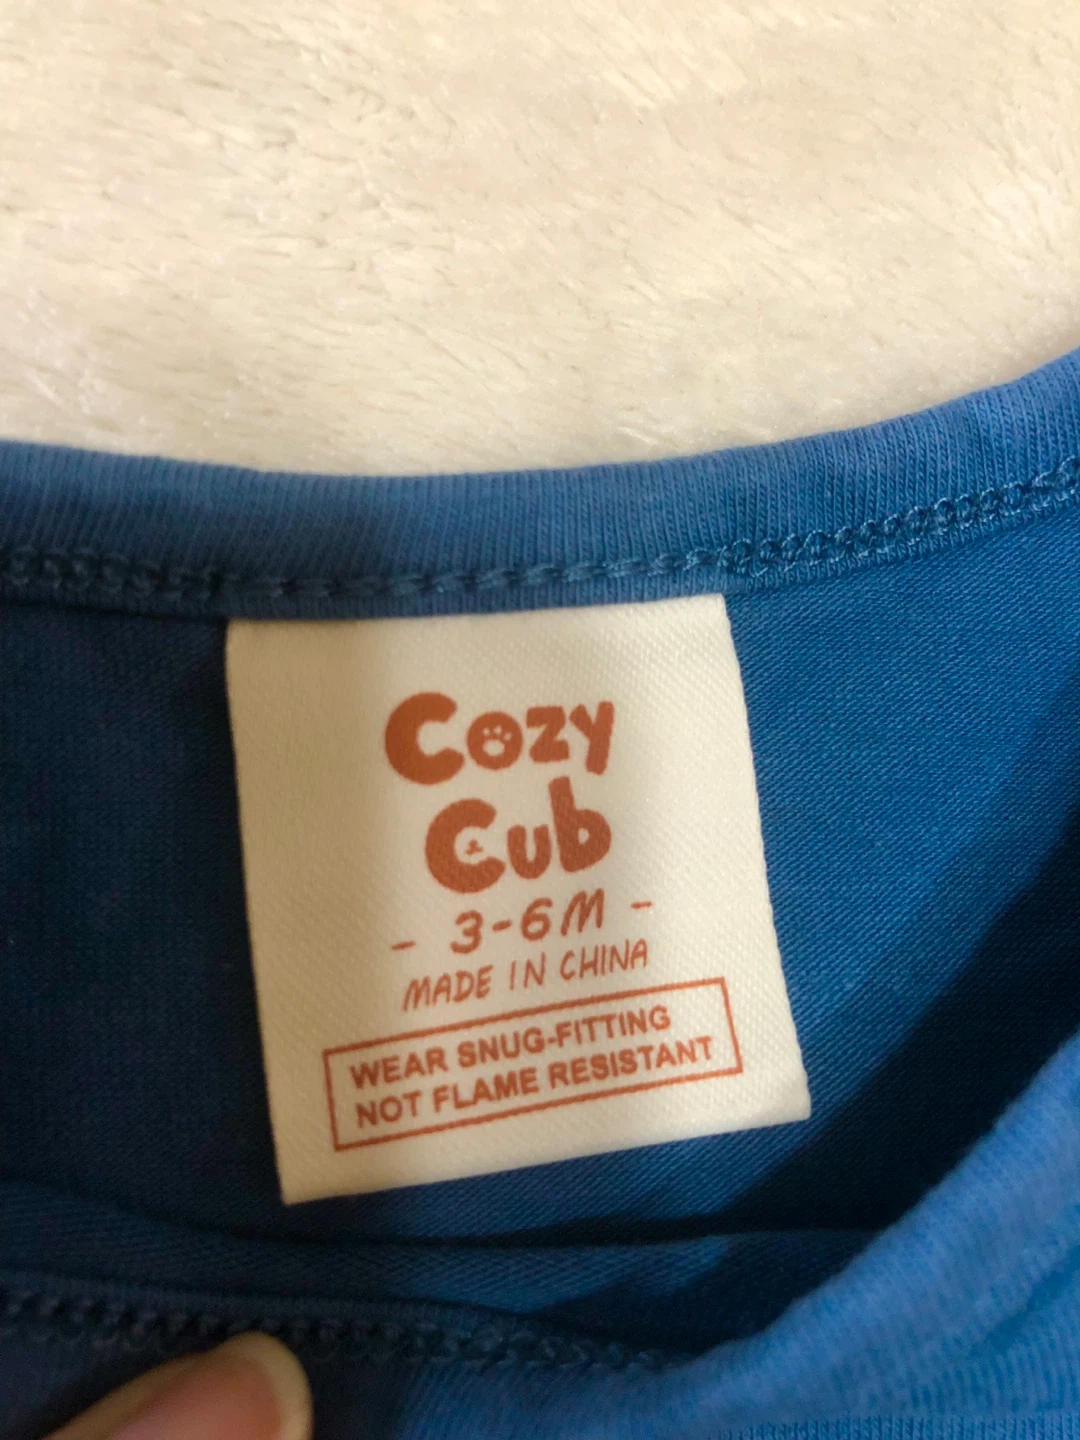 Cozy
Cub
- 3-6M -
MADE IN CHINA
WEAR SNUG-FITTING
NOT FLAME RESISTANT